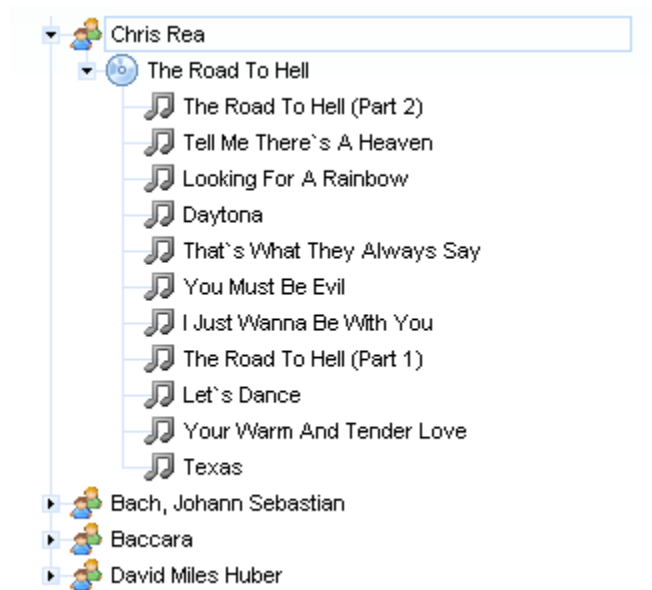 Chris Rea
The Road To Hell
The Road To Hell (Part 2)
Tell Me There`s A Heaven
Looking For A Rainbow
Daytona
That`s What They Always Say
You Must Be Evil
I Just Wanna Be With You
The Road To Hell (Part 1)
Let`s Dance
Your Warm And Tender Love
Texas
Bach, Johann Sebastian
Baccara
David Miles Huber